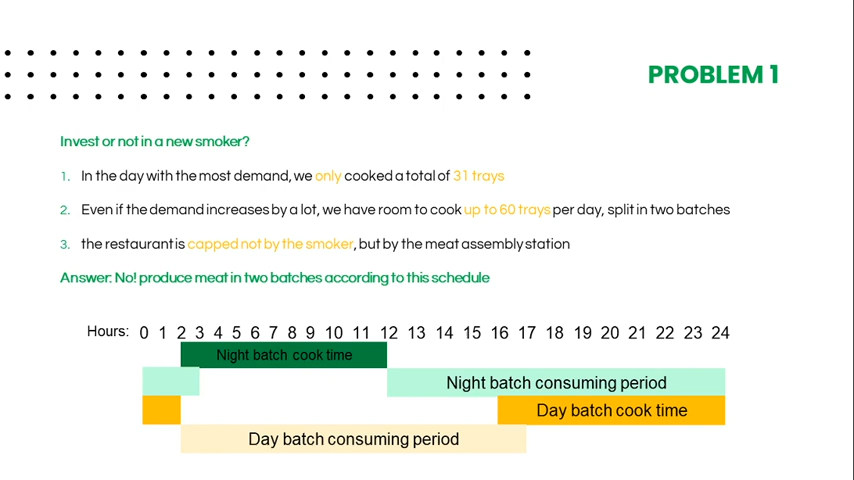 PROBLEM 1
Invest or not in a new smoker?
1. In the day with the most demand, we only cooked a total of 31 trays
2. Even if the demand increases by a lot, we have room to cook up to 60 trays per day, split in two batches
3. the restaurant is capped not by the smoker, but by the meat assembly station
Answer: No! produce meat in two batches according to this schedule
Hours: 0 1 2 3 4 5 6 7 8 9 10 11 12 13 14 15 16 17 18 19 20 21 22 23 24
Night batch cook time
Night batch consuming period
Day batch cook time
Day batch consuming period